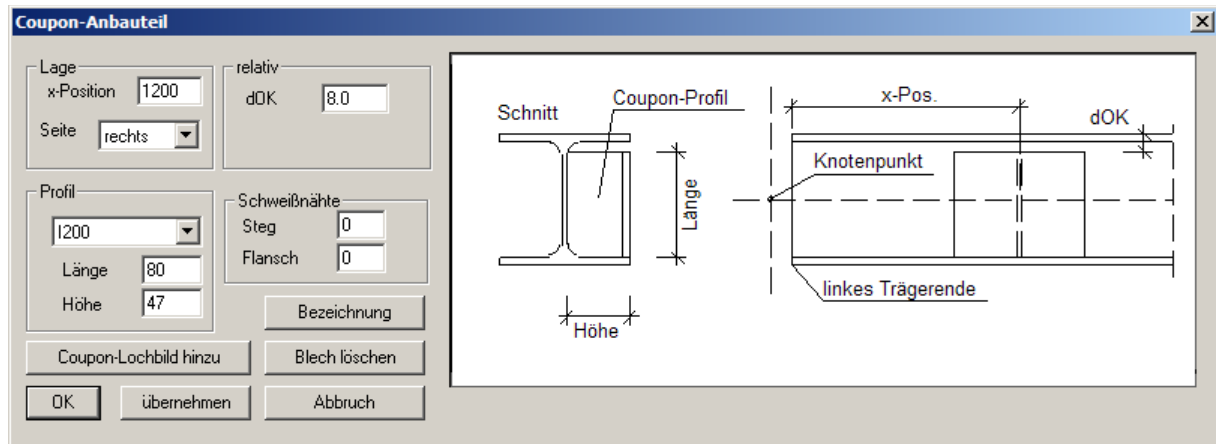 Coupon-Anbauteil
Lage
x-Position 1200
Seite rechts
relativ
dOK 8.0
Profil
I200
Länge 80
Höhe 47
Schweißnähte
Steg 0
Flansch 0
Bezeichnung
Coupon-Lochbild hinzu
Blech löschen
OK
übernehmen
Abbruch
Schnitt
Coupon-Profil
x-Pos.
dOK
Knotenpunkt
Länge
linkes Trägerende
Höhe